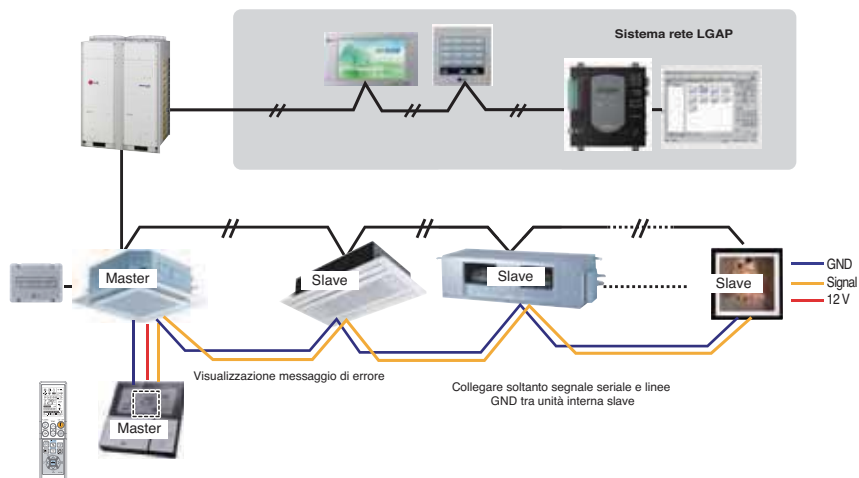 Sistema rete LGAP
Master
Slave
Slave
Slave
GND
Signal
12 V
Visualizzazione messaggio di errore
Collegare soltanto segnale seriale e linee
GND tra unità interna slave
Master